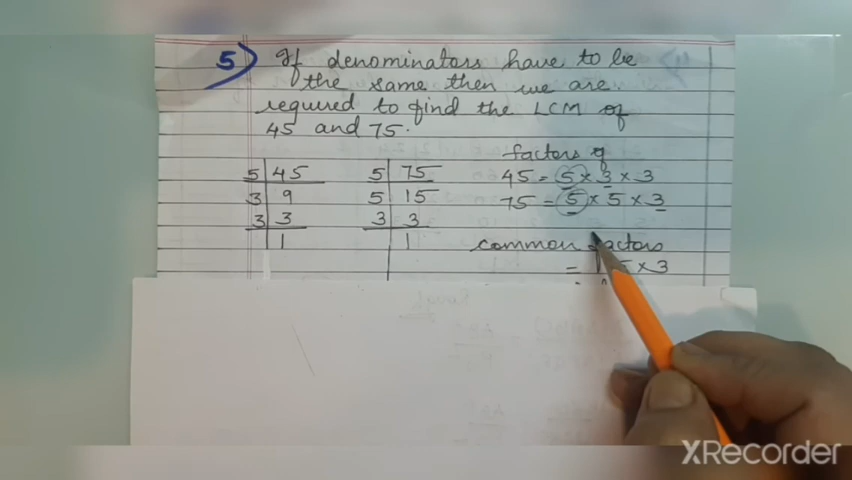 5) If denominators have to be
the same then we are
required to find the LCM of
45 and 75.
factors of
5 45 5 75 45 = 5 × 3 × 3
3 9 5 15 75 = 5 × 5 × 3
3 3 3 3
1 1 common factors
= × 3
XRecorder